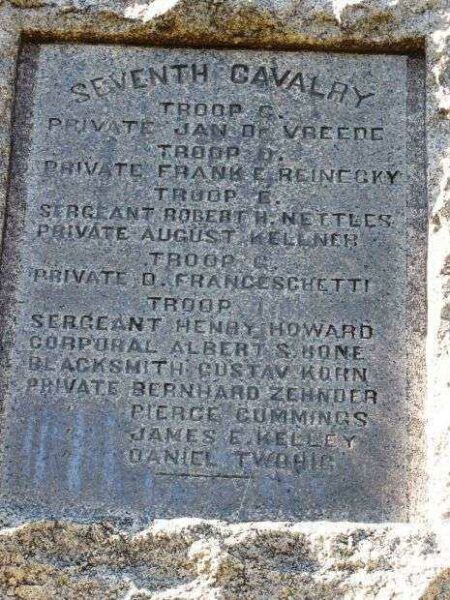 SEVENTH CAVALRY
TROOP C.
PRIVATE JAN DE VREEDE
TROOP D.
PRIVATE FRANK E. REINECKY
TROOP E.
SERGEANT ROBERT H. NETTLES
PRIVATE AUGUST KELLNER
TROOP G.
PRIVATE D. FRANCESCHETTI
TROOP I
SERGEANT HENRY HOWARD
CORPORAL ALBERT S. BONE
BLACKSMITH GUSTAV KORN
PRIVATE BERNHARD ZEHNDER
PIERCE CUMMINGS
JAMES E. KELLEY
DANIEL TWOHIG